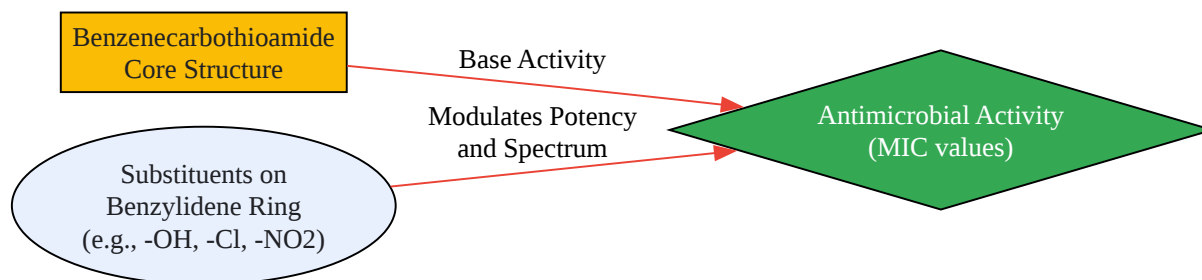 Benzenecarbothioamide
Core Structure
Base Activity
Modulates Potency
and Spectrum
Antimicrobial Activity
(MIC values)
Substituents on
Benzylidene Ring
(e.g., -OH, -Cl, -NO2)